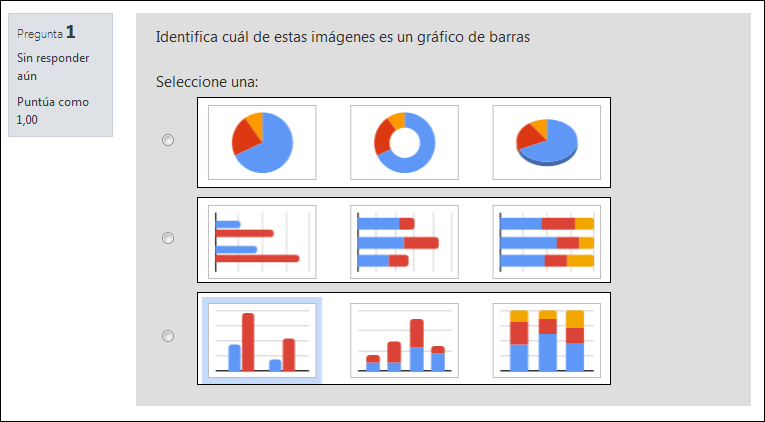 Pregunta 1
Sin responder
aún
Puntúa como
1,00
Identifica cuál de estas imágenes es un gráfico de barras
Seleccione una: